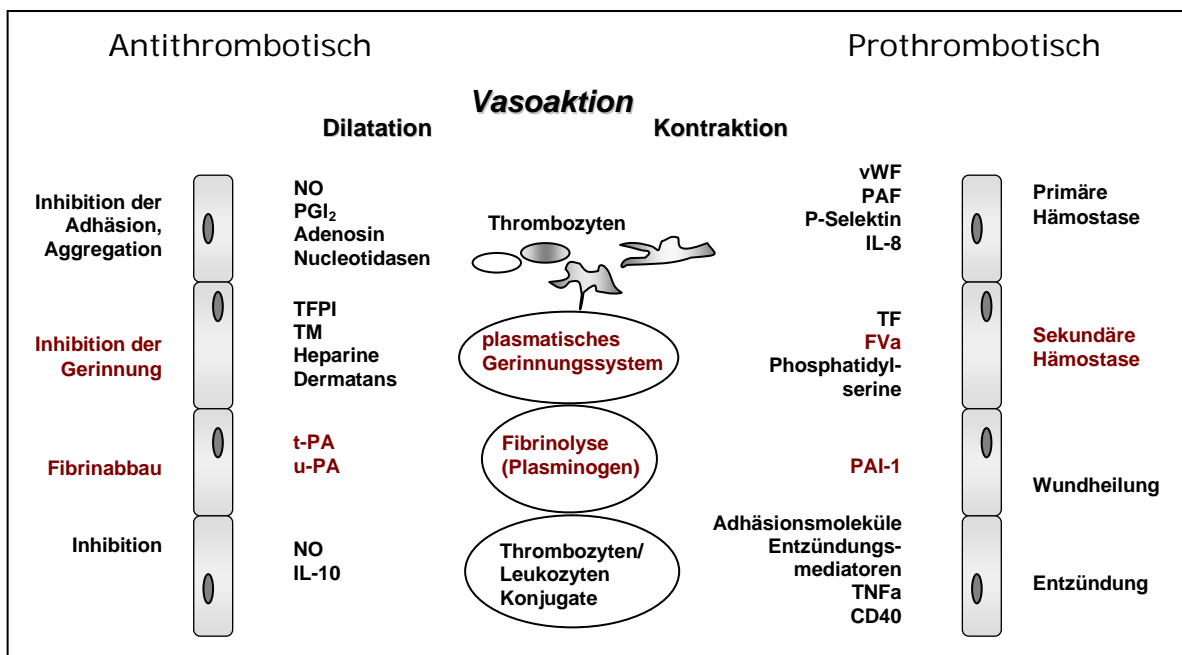 Antithrombotisch
Prothrombotisch
Vasoaktion
Dilatation
Kontraktion
Inhibition der
Adhäsion,
Aggregation
NO
PGI₂
Adenosin
Nucleotidasen
Thrombozyten
vWF
PAF
P-Selektin
IL-8
Primäre
Hämostase
Inhibition der
Gerinnung
TFPI
TM
Heparine
Dermatans
plasmatisches
Gerinnungssystem
TF
FVa
Phosphatidyl-
serine
Sekundäre
Hämostase
Fibrinabbau
t-PA
u-PA
Fibrinolyse
(Plasminogen)
PAI-1
Wundheilung
Inhibition
NO
IL-10
Thrombozyten/
Leukozyten
Konjugate
Adhäsionsmoleküle
Entzündungs-
mediatoren
TNFa
CD40
Entzündung